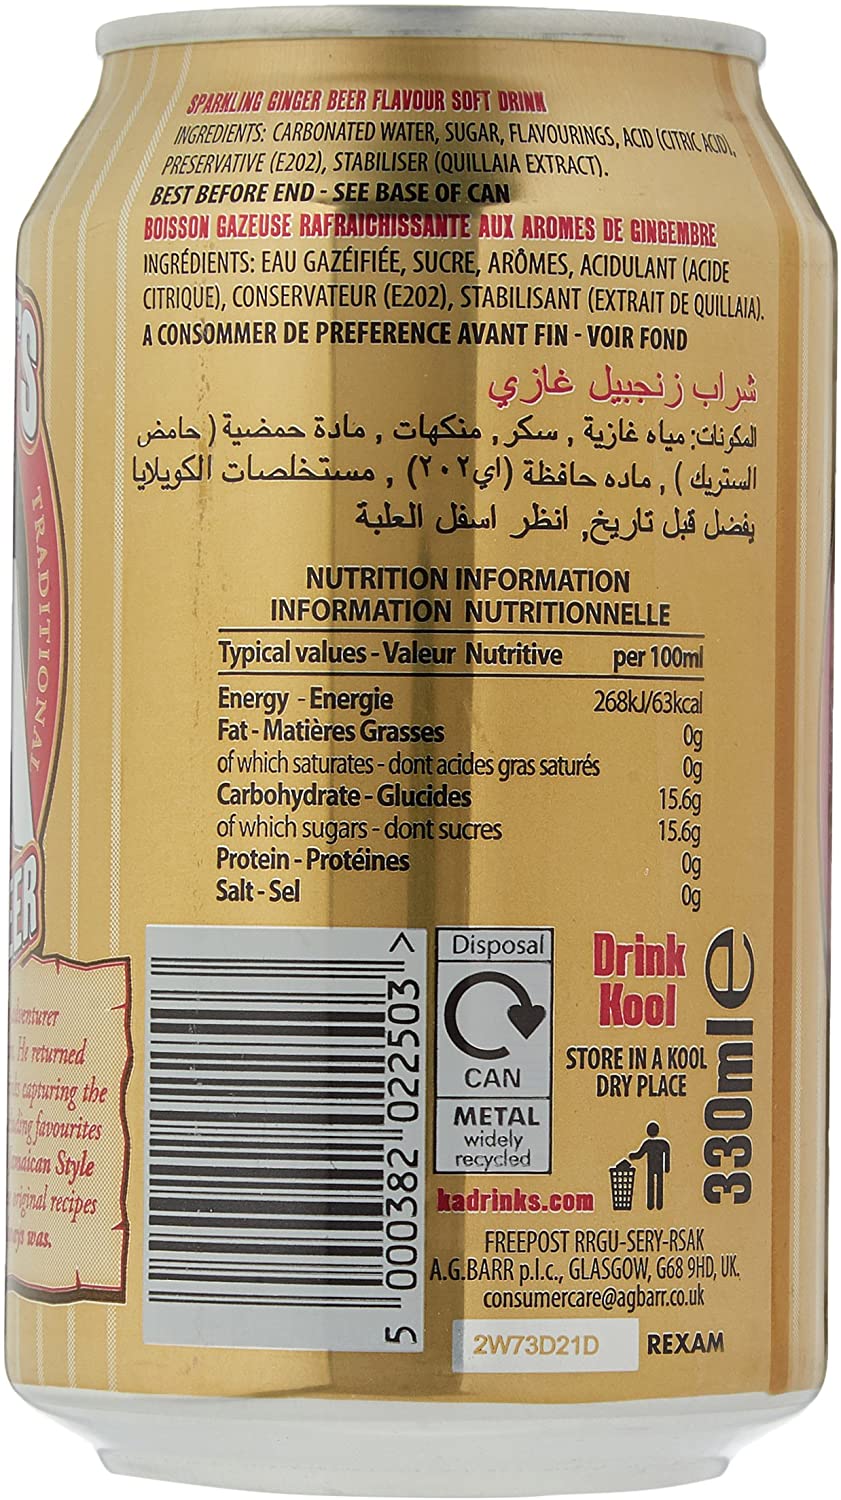 SPARKLING GINGER BEER FLAVOUR SOFT DRINK
INGREDIENTS: CARBONATED WATER, SUGAR, FLAVOURINGS, ACID (CITRIC ACID),
PRESERVATIVE (E202), STABILISER (QUILLAIA EXTRACT).
BEST BEFORE END - SEE BASE OF CAN
BOISSON GAZEUSE RAFRAICHISSANTE AUX AROMES DE GINGEMBRE
INGRÉDIENTS: EAU GAZÉIFIÉE, SUCRE, ARÔMES, ACIDULANT (ACIDE
CITRIQUE), CONSERVATEUR (E202), STABILISANT (EXTRAIT DE QUILLAIA).
A CONSOMMER DE PREFERENCE AVANT FIN - VOIR FOND
شراب زنجبيل غازي
المكونات: مياه غازية , سكر , منكهات , مادة حمضية (حامض
الستريك) , ماده حافظة (اي٢٠٢) , مستخلصات الكويلايا
يفضل قبل تاريخ, انظر اسفل العلبة
NUTRITION INFORMATION
INFORMATION NUTRITIONNELLE
Typical values - Valeur Nutritive per 100ml
Energy - Energie 268kJ/63kcal
Fat - Matières Grasses 0g
of which saturates - dont acides gras saturés 0g
Carbohydrate - Glucides 15.6g
of which sugars - dont sucres 15.6g
Protein - Protéines 0g
Salt - Sel 0g
'S
TRADITIONAL
EER
adventurer
He returned
capturing the
favourites
Jamaican Style
original recipes
was.
5 000382 022503 >
Disposal
CAN
METAL
widely
recycled
Drink
Kool
STORE IN A KOOL
DRY PLACE
330ml e
kadrinks.com
FREEPOST RRGU-SERY-RSAK
A.G.BARR p.l.c., GLASGOW, G68 9HD, UK.
consumercare@agbarr.co.uk
2W73D21D
REXAM